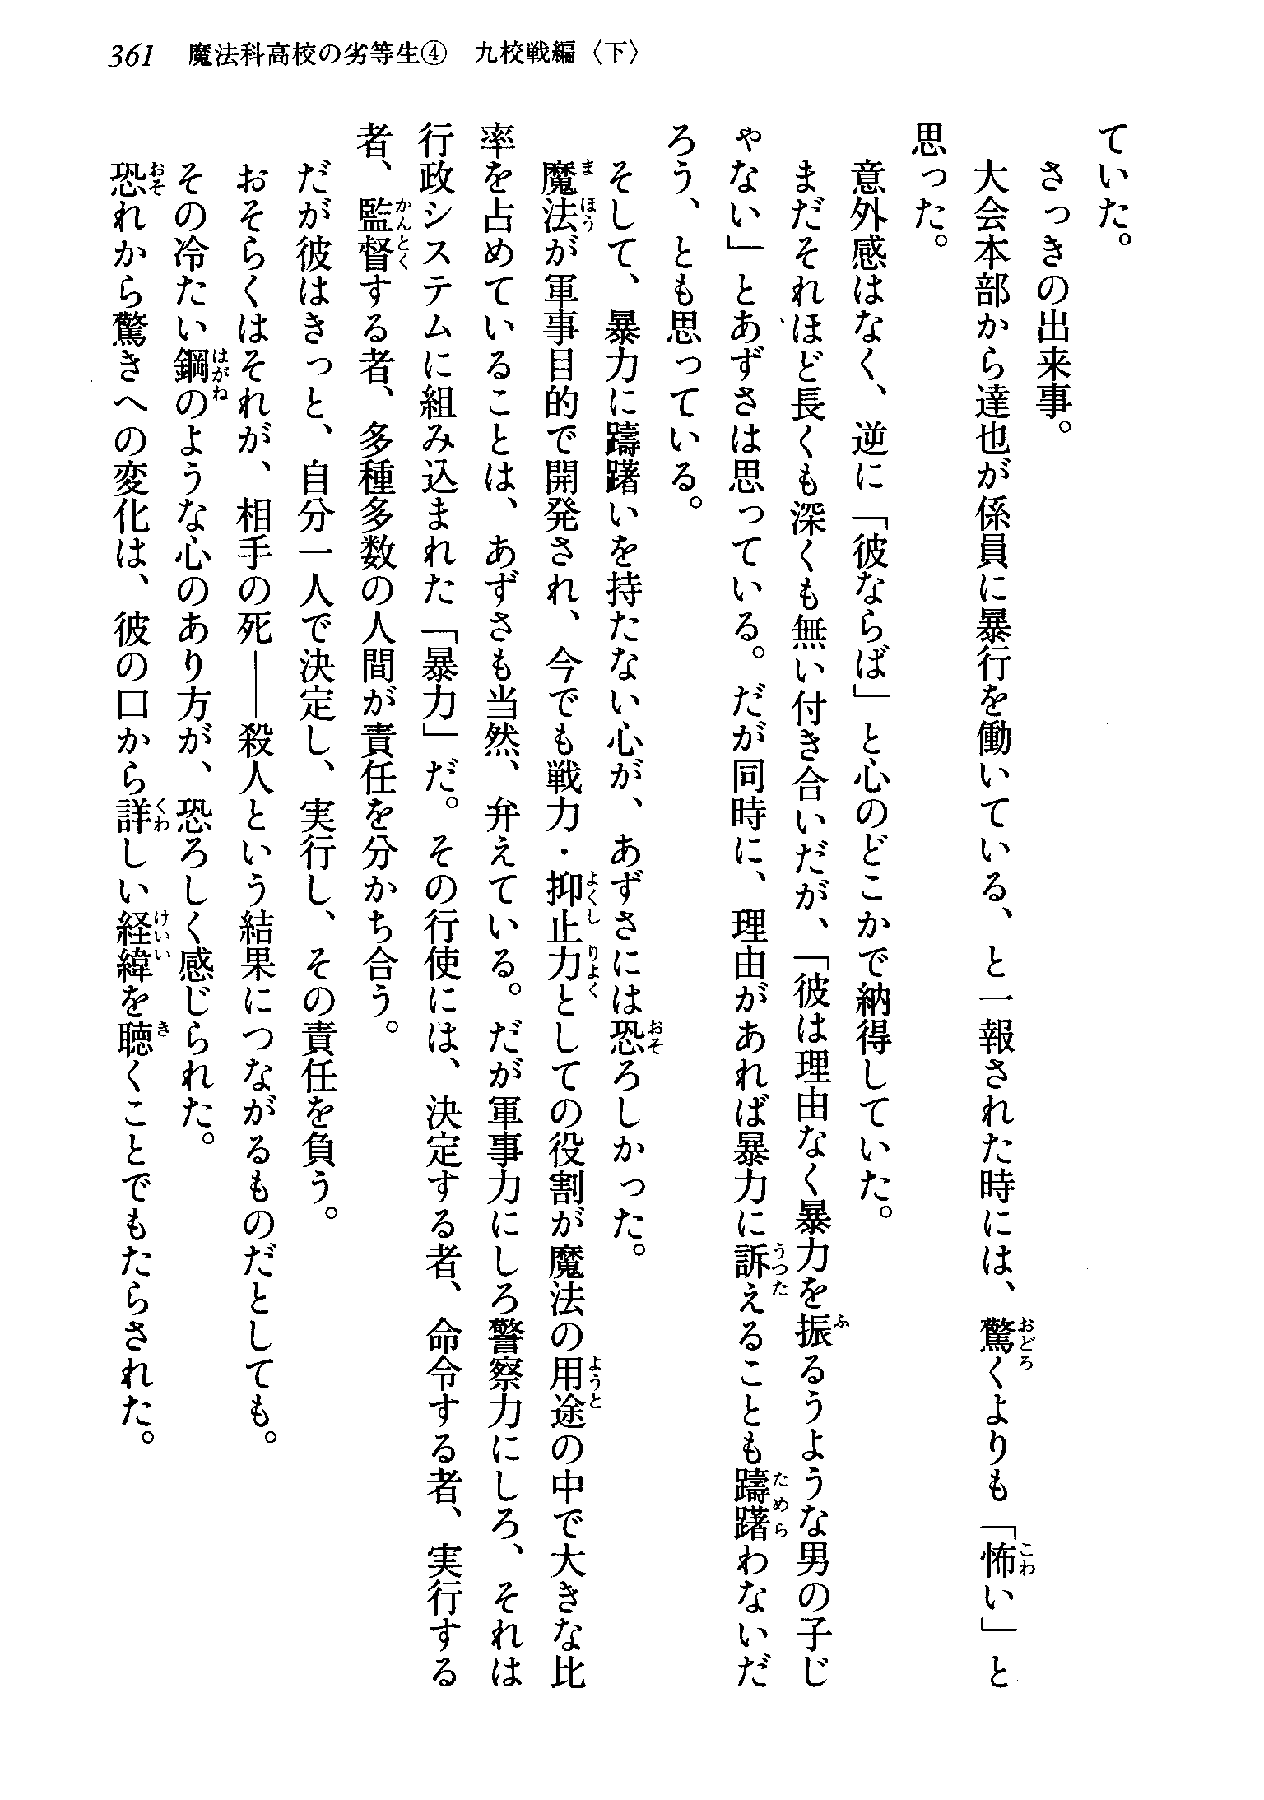 361 魔法科高校の劣等生④ 九校戦編〈下〉
ていた。
さっきの出来事。
大会本部から達也が係員に暴行を働いている、と一報された時には、驚くよりも「怖い」と
思った。
意外感はなく、逆に「彼ならば」と心のどこかで納得していた。
まだそれほど長くも深くも無い付き合いだが、「彼は理由なく暴力を振るうような男の子じ
ゃない」とあずさは思っている。だが同時に、理由があれば暴力に訴えることも躊躇わないだ
ろう、とも思っている。
そして、暴力に躊躇いを持たない心が、あずさには恐ろしかった。
魔法が軍事目的で開発され、今でも戦力・抑止力としての役割が魔法の用途の中で大きな比
率を占めていることは、あずさも当然、弁えている。だが軍事力にしろ警察力にしろ、それは
行政システムに組み込まれた「暴力」だ。その行使には、決定する者、命令する者、実行する
者、監督する者、多種多数の人間が責任を分かち合う。
だが彼はきっと、自分一人で決定し、実行し、その責任を負う。
おそらくはそれが、相手の死――殺人という結果につながるものだとしても。
その冷たい鋼のような心のあり方が、恐ろしく感じられた。
恐れから驚きへの変化は、彼の口から詳しい経緯を聴くことでもたらされた。